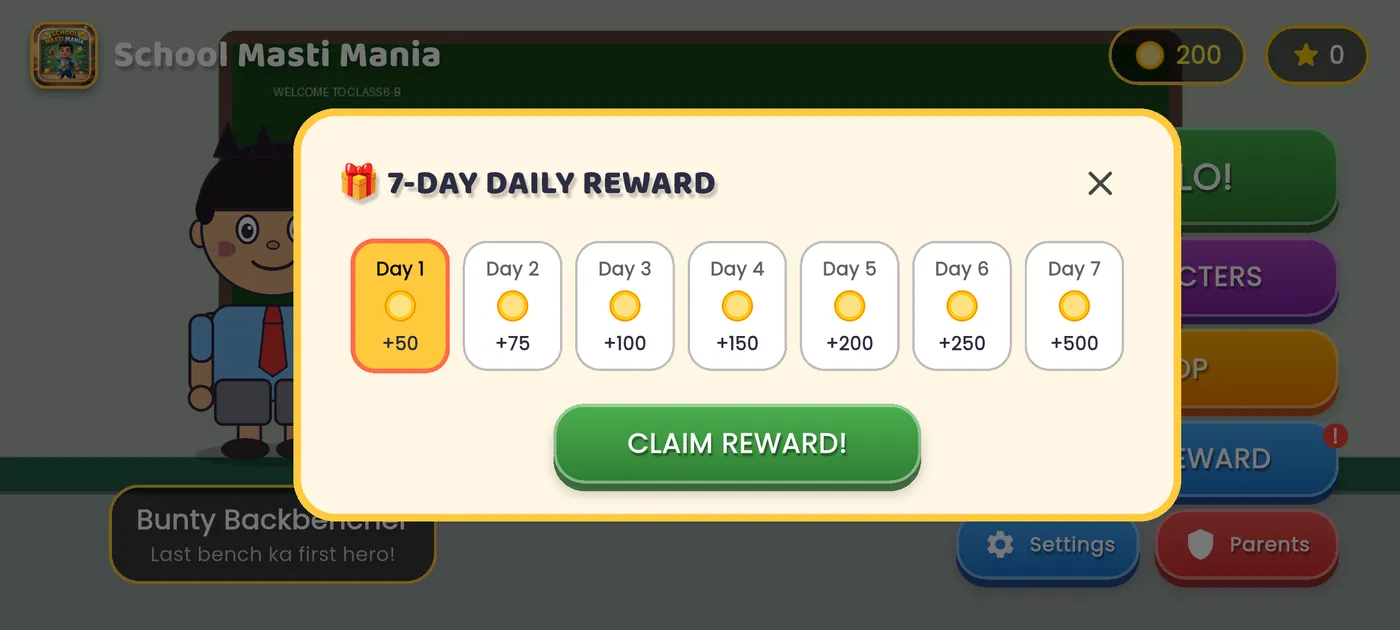 School Masti Mania
200
0
WELCOME TO CLASS 6-B
7-DAY DAILY REWARD
Day 1
+50
Day 2
+75
Day 3
+100
Day 4
+150
Day 5
+200
Day 6
+250
Day 7
+500
CLAIM REWARD!
LO!
CTERS
OP
EWARD
!
Bunty Backbencher
Last bench ka first hero!
Settings
Parents